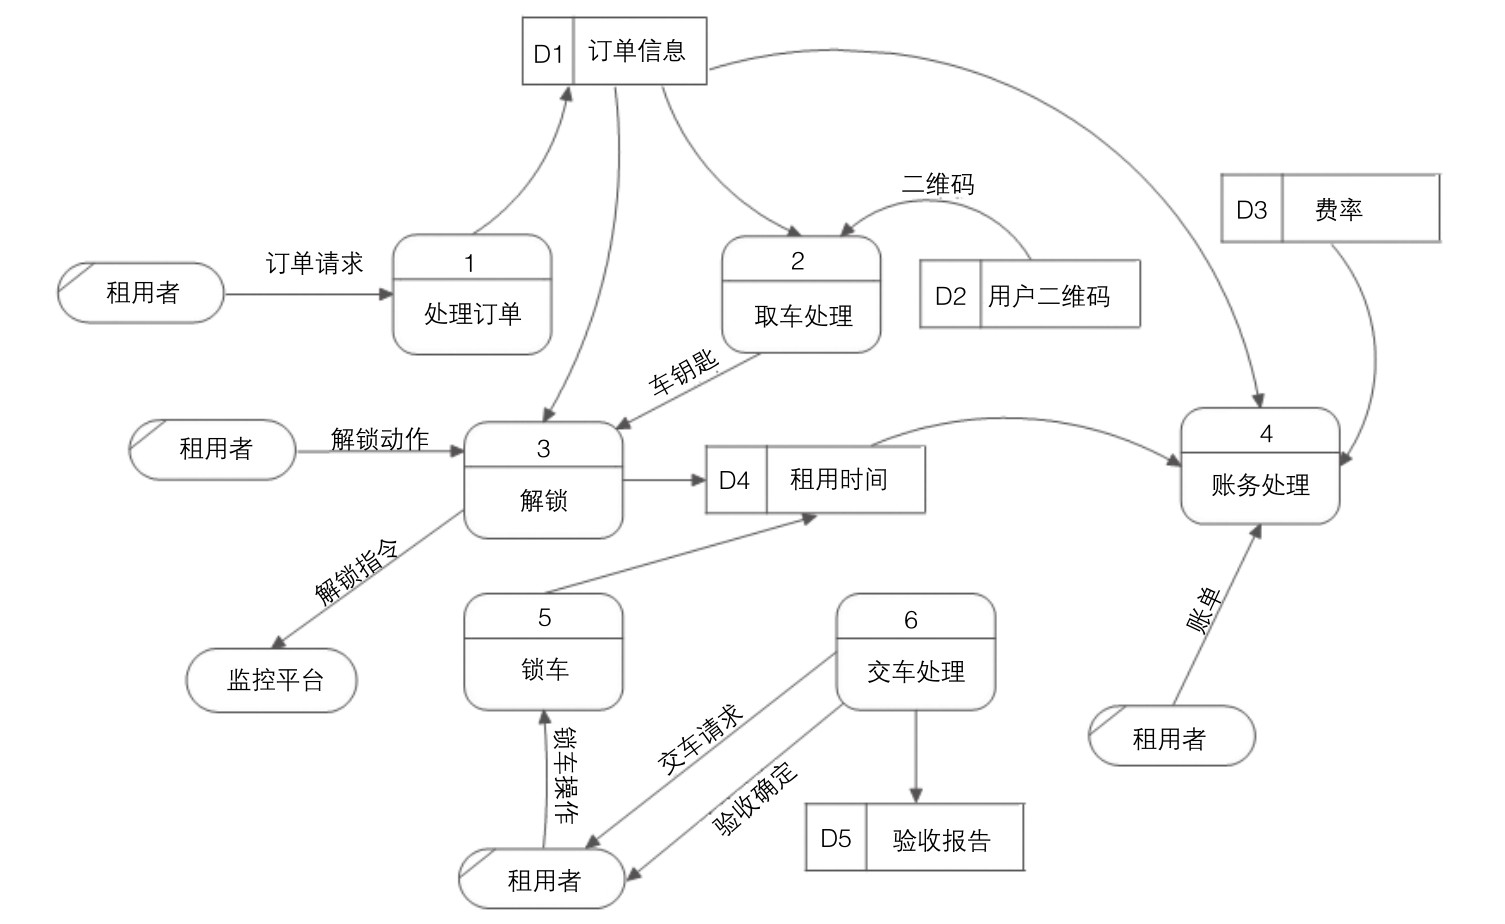 D1 订单信息
二维码
D3 费率
订单请求
租用者
1
处理订单
2
取车处理
D2 用户二维码
车钥匙
租用者
解锁动作
3
解锁
D4 租用时间
4
账务处理
解锁指令
监控平台
5
锁车
6
交车处理
账单
锁车操作
交车请求
验收确定
租用者
租用者
D5 验收报告